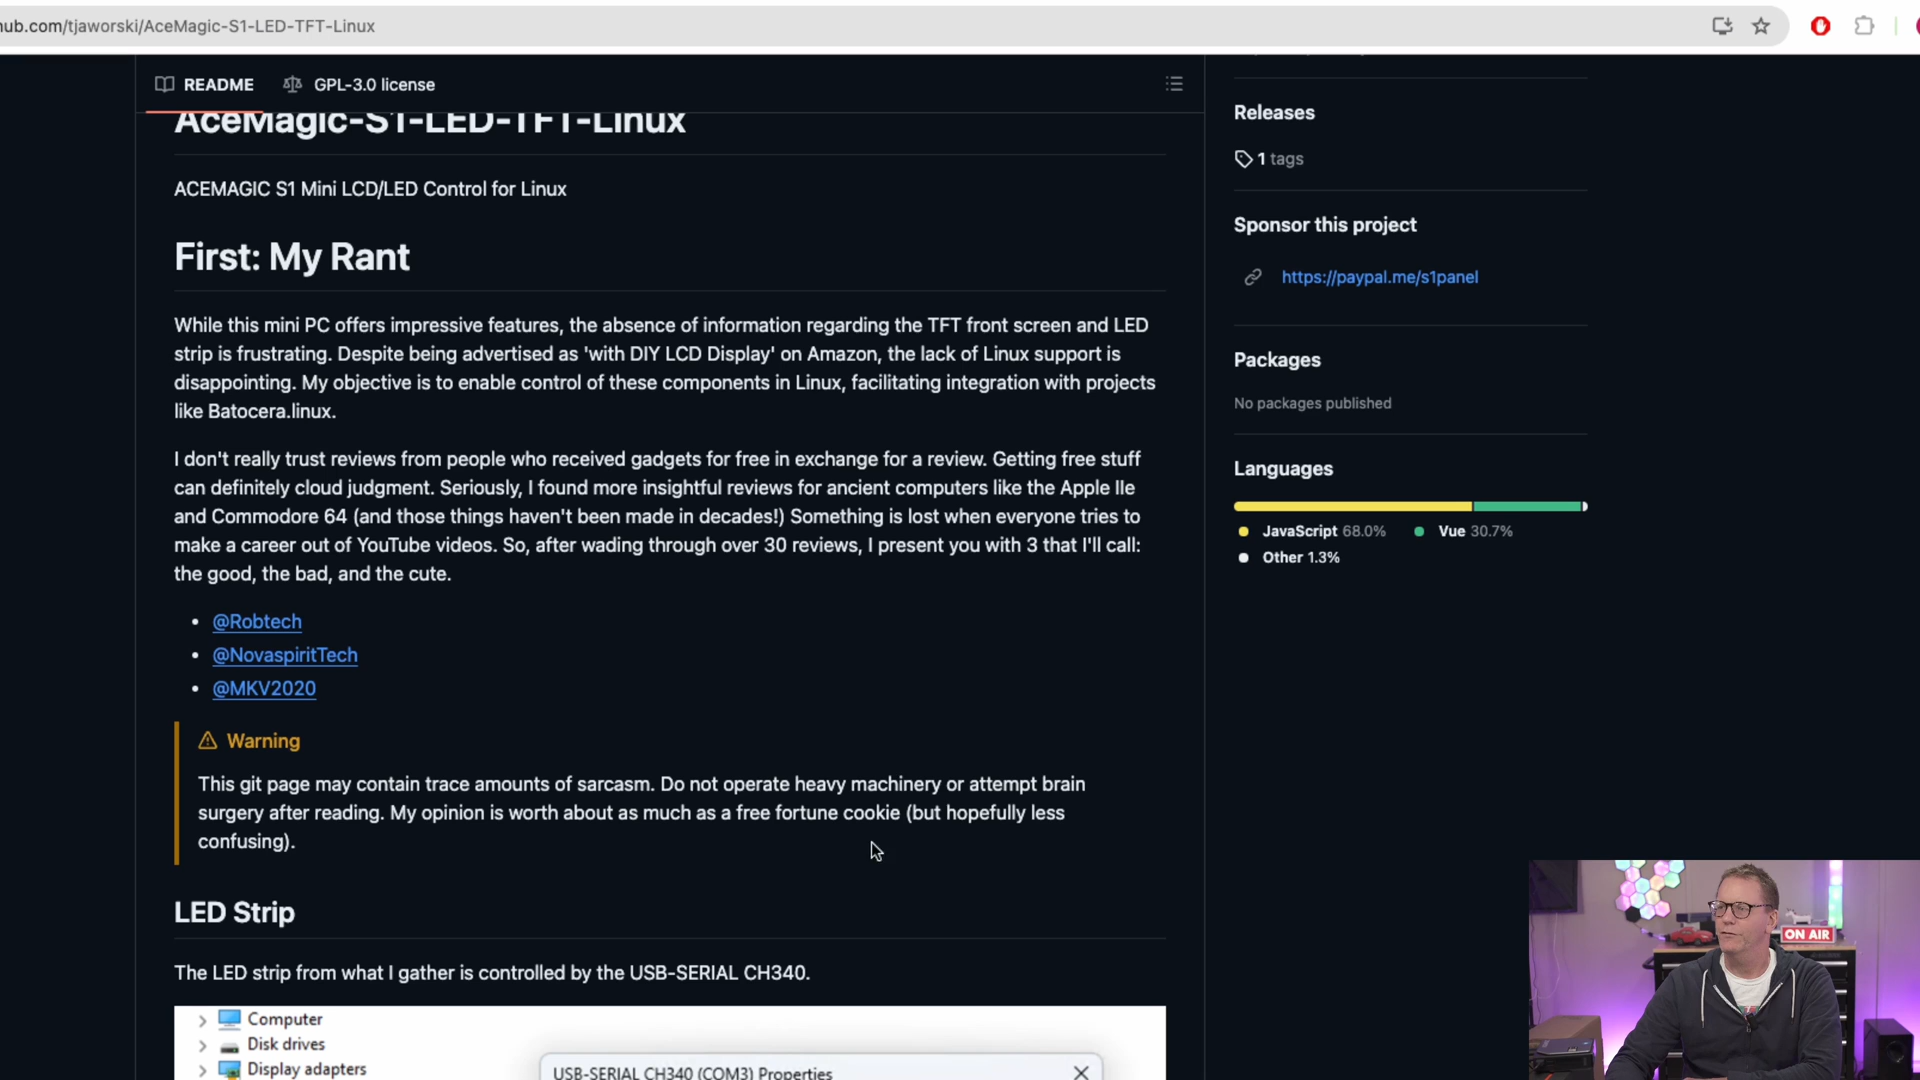 hub.com/tjaworski/AceMagic-S1-LED-TFT-Linux
README
GPL-3.0 license
AceMagic-S1-LED-TFT-Linux
ACEMAGIC S1 Mini LCD/LED Control for Linux
First: My Rant
While this mini PC offers impressive features, the absence of information regarding the TFT front screen and LED
strip is frustrating. Despite being advertised as 'with DIY LCD Display' on Amazon, the lack of Linux support is
disappointing. My objective is to enable control of these components in Linux, facilitating integration with projects
like Batocera.linux.
I don't really trust reviews from people who received gadgets for free in exchange for a review. Getting free stuff
can definitely cloud judgment. Seriously, I found more insightful reviews for ancient computers like the Apple IIe
and Commodore 64 (and those things haven't been made in decades!) Something is lost when everyone tries to
make a career out of YouTube videos. So, after wading through over 30 reviews, I present you with 3 that I'll call:
the good, the bad, and the cute.
• @Robtech
• @NovaspiritTech
• @MKV2020
Warning
This git page may contain trace amounts of sarcasm. Do not operate heavy machinery or attempt brain
surgery after reading. My opinion is worth about as much as a free fortune cookie (but hopefully less
confusing).
LED Strip
The LED strip from what I gather is controlled by the USB-SERIAL CH340.
Computer
Disk drives
Display adapters
USB-SERIAL CH340 (COM3) Properties
Releases
1 tags
Sponsor this project
https://paypal.me/s1panel
Packages
No packages published
Languages
JavaScript 68.0%
Vue 30.7%
Other 1.3%
ON AIR